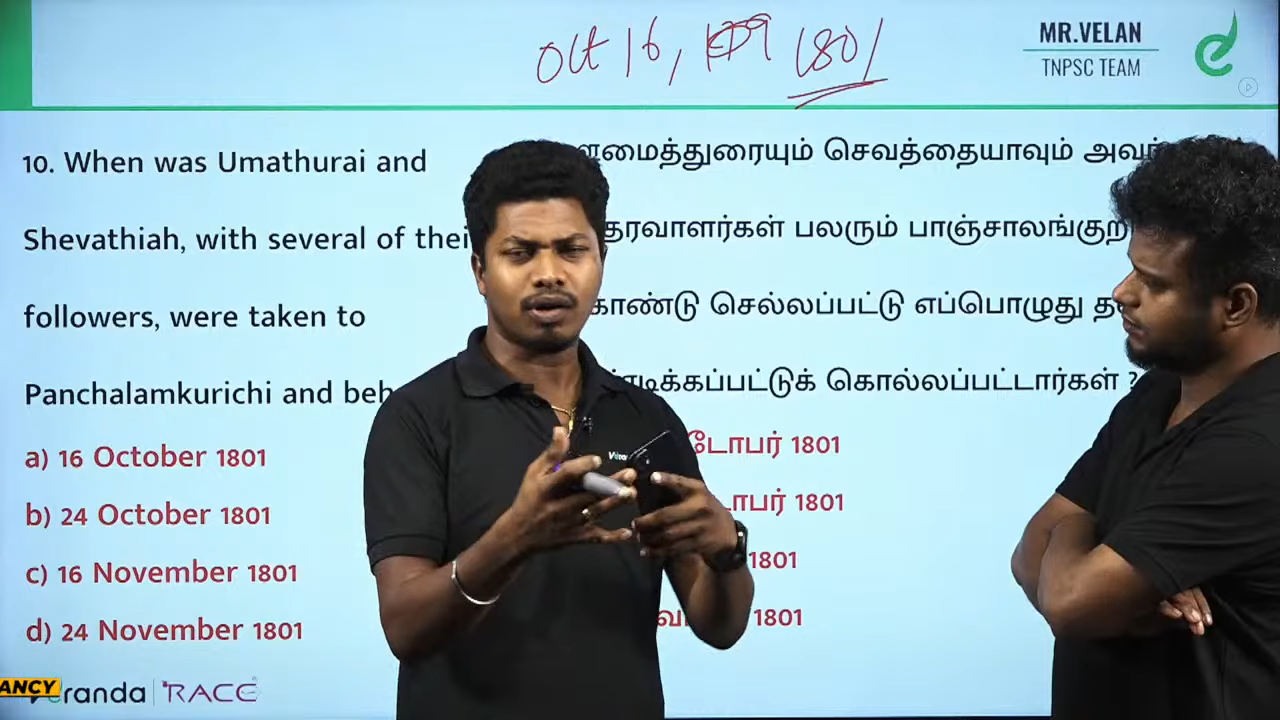 Oct 16, 1801
MR.VELAN
TNPSC TEAM
10. When was Umathurai and
Shevathiah, with several of thei
followers, were taken to
Panchalamkurichi and beh
மைத்துரையும் செவத்தையாவும் அவர்
தரவாளர்கள் பலரும் பாஞ்சாலங்குற
காண்டு செல்லப்பட்டு எப்பொழுது த
டிக்கப்பட்டுக் கொல்லப்பட்டார்கள் ?
a) 16 October 1801
b) 24 October 1801
c) 16 November 1801
d) 24 November 1801
டோபர் 1801
டாபர் 1801
1801
1801
ANCY
veranda RACE